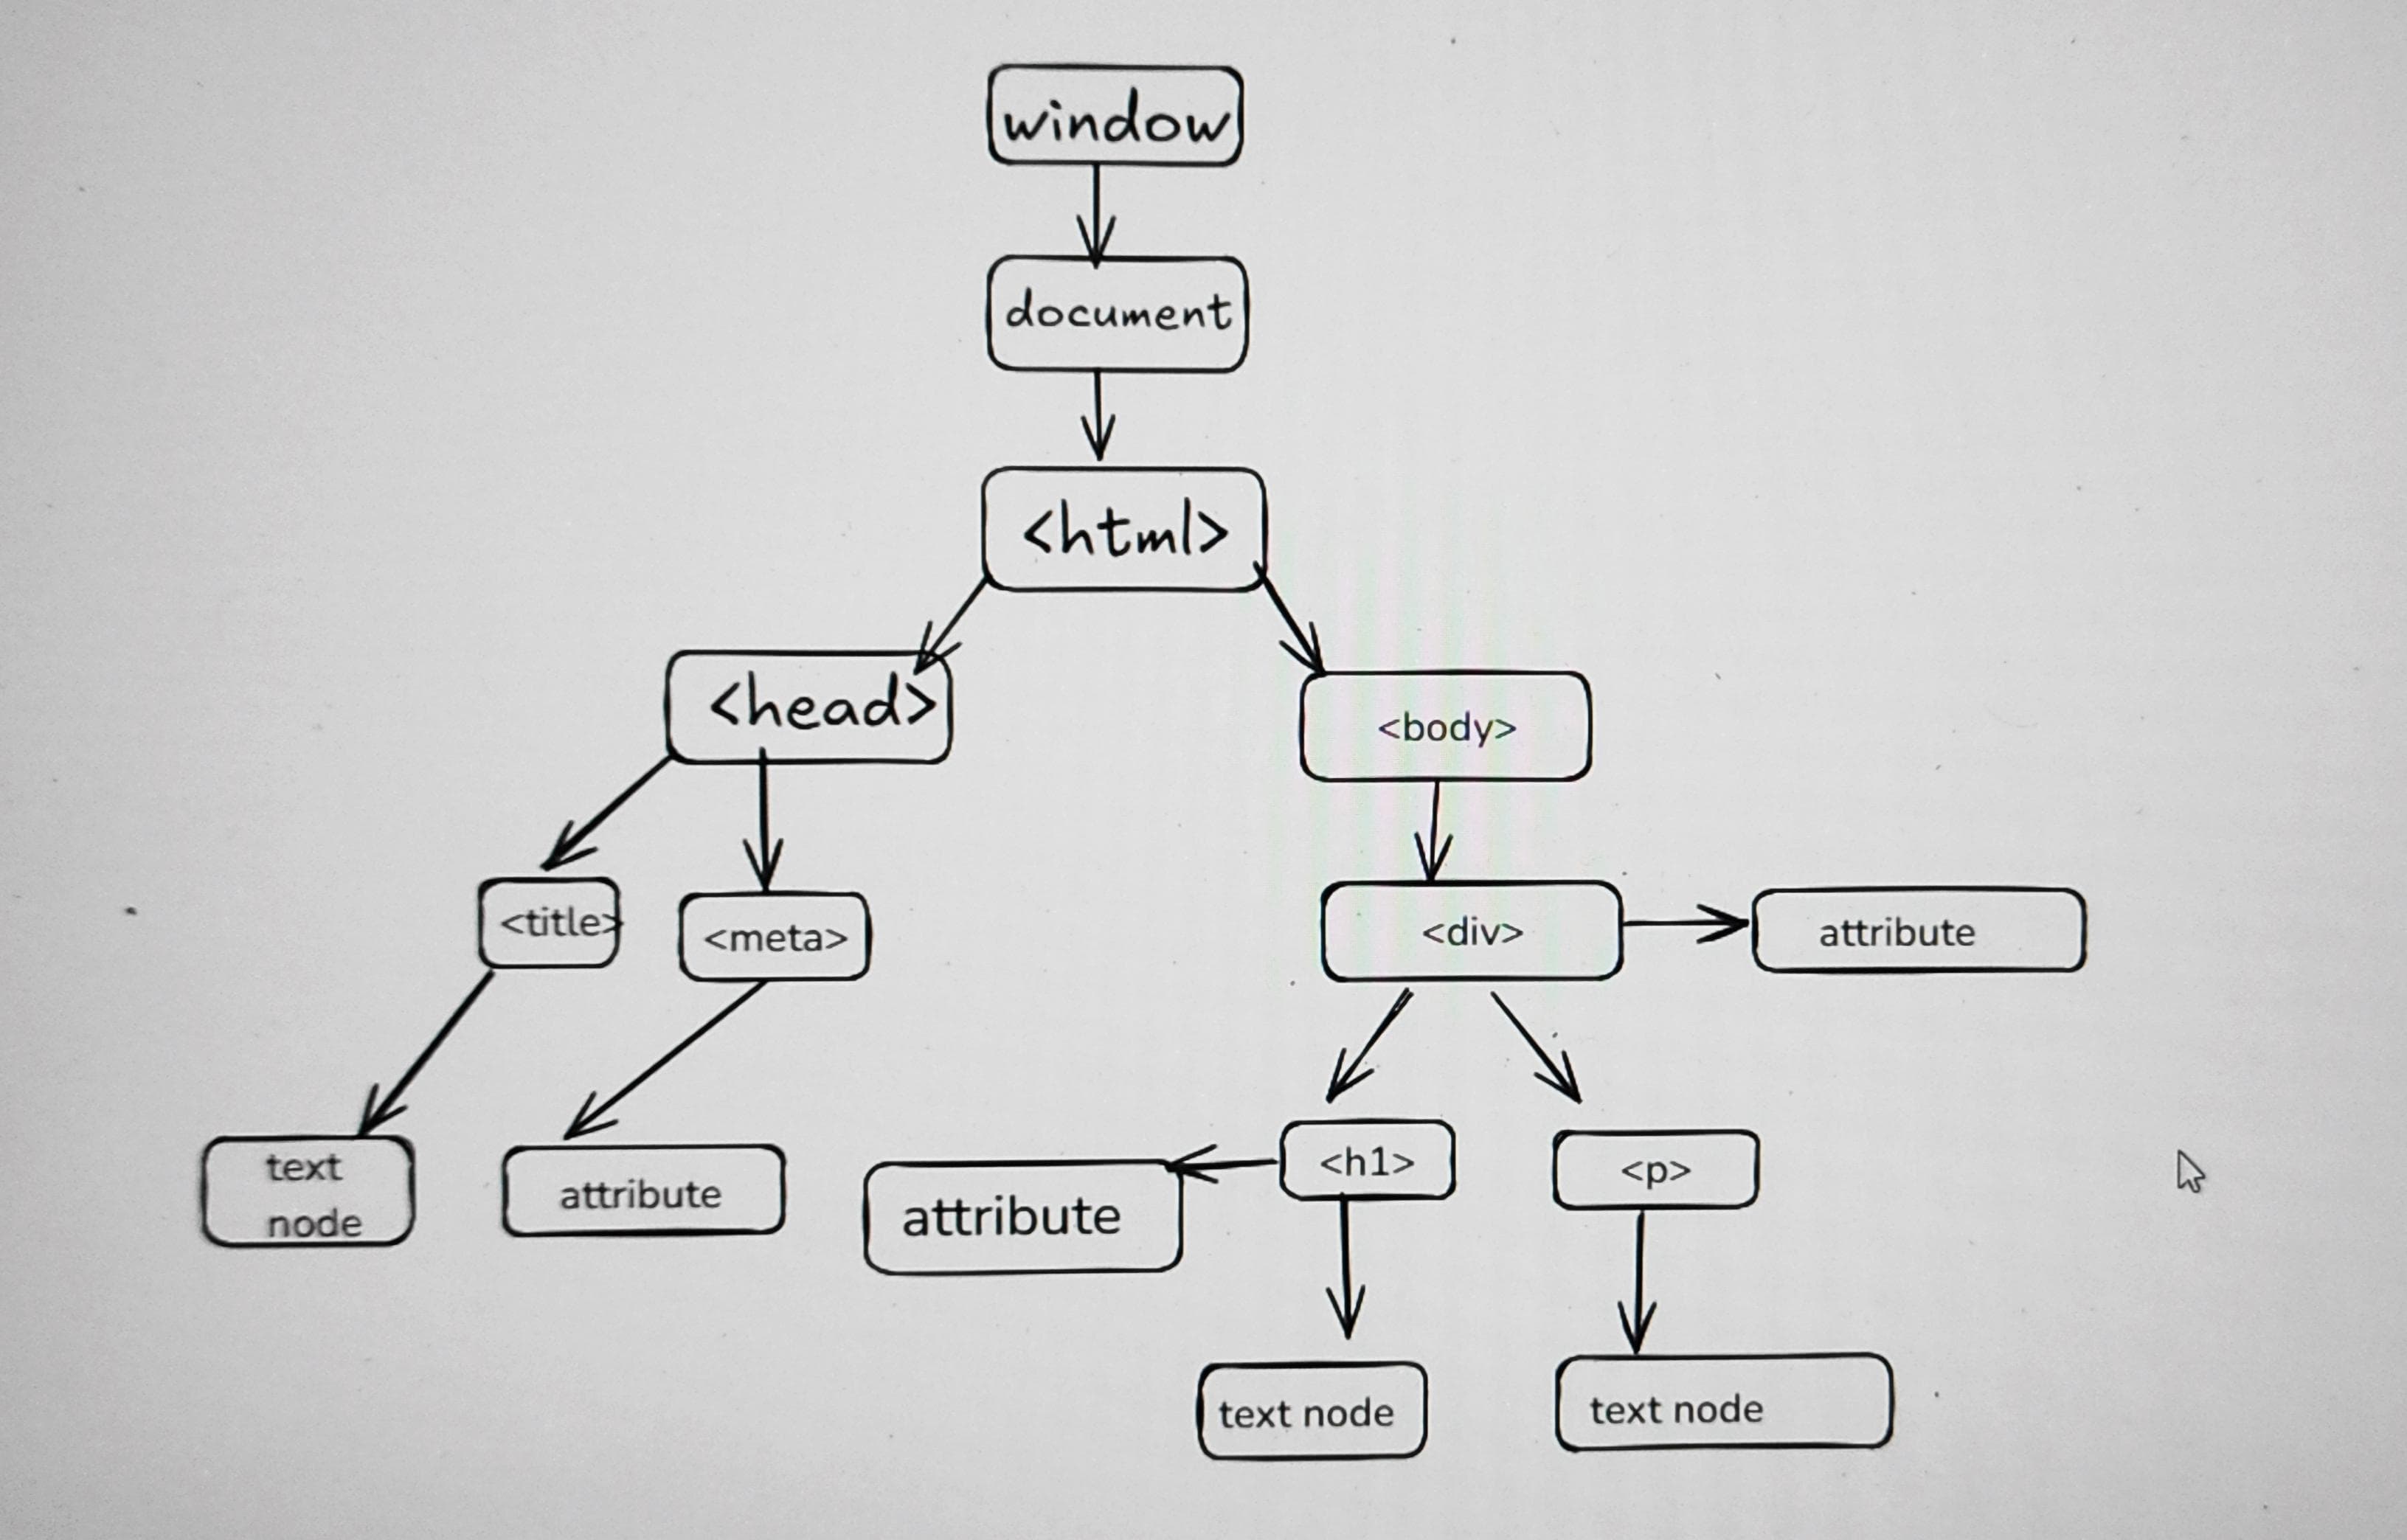 window
document
<html>
<head>
<body>
<title>
<meta>
<div>
attribute
text
node
attribute
attribute
<h1>
<p>
text node
text node